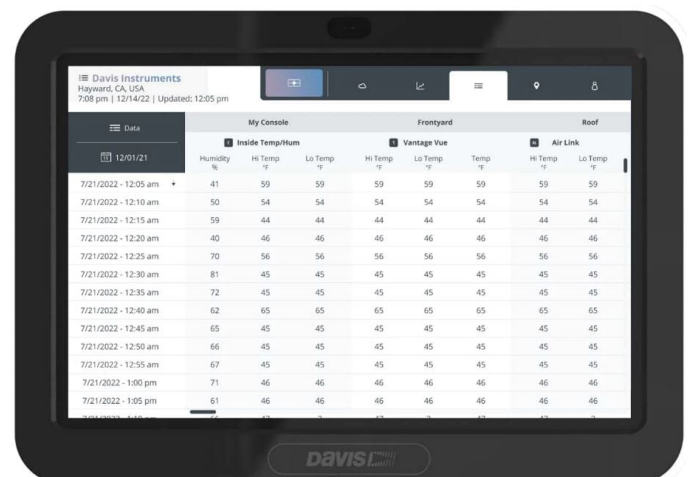 Davis Instruments
Hayward, CA, USA
7:08 pm | 12/14/22 | Updated: 12:05 pm
Data
12/01/21
My Console Frontyard Roof
Inside Temp/Hum Vantage Vue Air Link
Humidity Hi Temp Lo Temp Hi Temp Lo Temp Temp Hi Temp Lo Temp
% °F °F °F °F °F °F °F
7/21/2022 - 12:05 am + 41 59 59 59 59 59 59 59
7/21/2022 - 12:10 am 50 54 54 54 54 54 54 54
7/21/2022 - 12:15 am 59 44 44 44 44 44 44 44
7/21/2022 - 12:20 am 40 46 46 46 46 46 46 46
7/21/2022 - 12:25 am 70 56 56 56 56 56 56 56
7/21/2022 - 12:30 am 81 45 45 45 45 45 45 45
7/21/2022 - 12:35 am 72 45 45 45 45 45 45 45
7/21/2022 - 12:40 am 62 65 65 65 65 65 65 65
7/21/2022 - 12:45 am 65 45 45 45 45 45 45 45
7/21/2022 - 12:50 am 66 45 45 45 45 45 45 45
7/21/2022 - 12:55 am 67 45 45 45 45 45 45 45
7/21/2022 - 1:00 pm 71 46 46 46 46 46 46 46
7/21/2022 - 1:05 pm 61 46 46 46 46 46 46 46
DAVIS